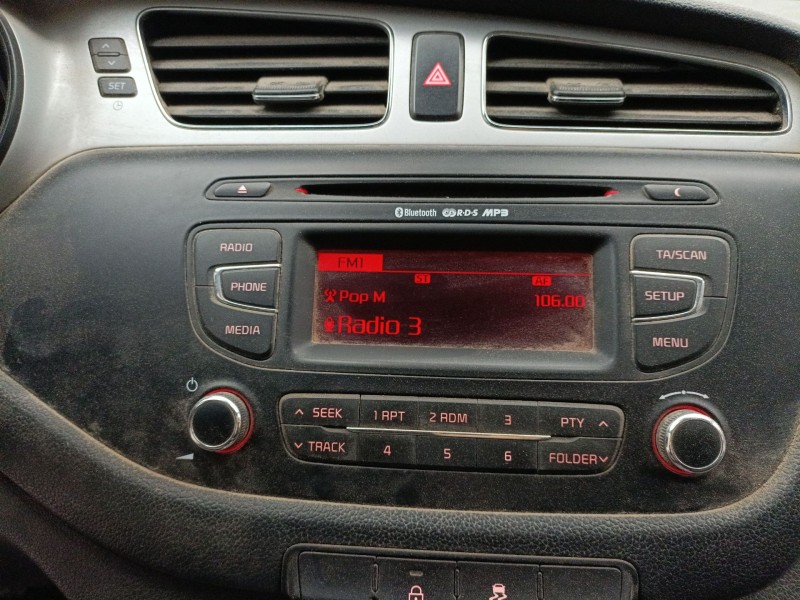 SET
Bluetooth R·D·S MP3
RADIO
PHONE
MEDIA
FM1
ST AF
Pop M 106.00
Radio 3
TA/SCAN
SETUP
MENU
SEEK 1 RPT 2 RDM 3 PTY
TRACK 4 5 6 FOLDER